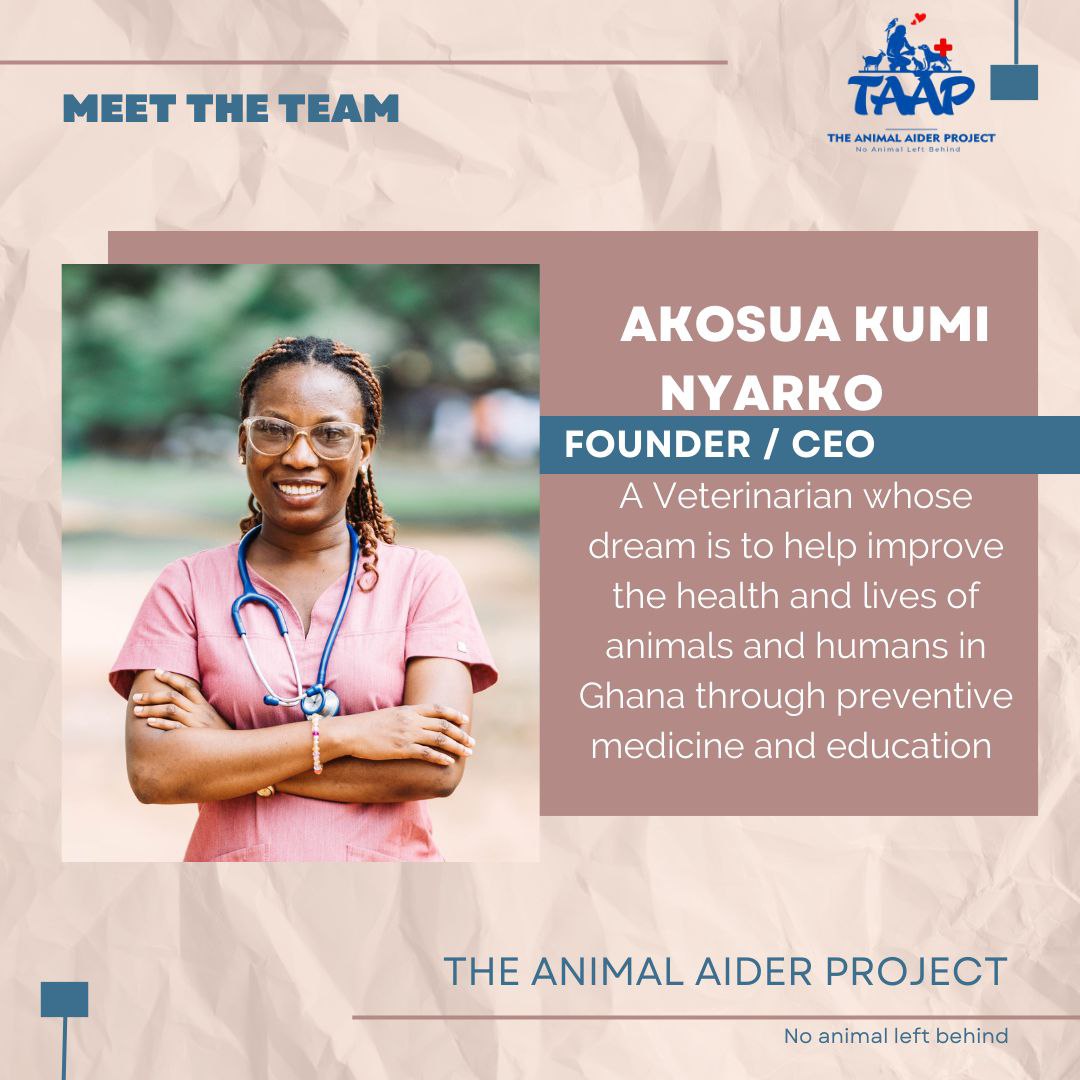 MEET THE TEAM
TAAP
THE ANIMAL AIDER PROJECT
No Animal Left Behind
AKOSUA KUMI
NYARKO
FOUNDER / CEO
A Veterinarian whose
dream is to help improve
the health and lives of
animals and humans in
Ghana through preventive
medicine and education
THE ANIMAL AIDER PROJECT
No animal left behind